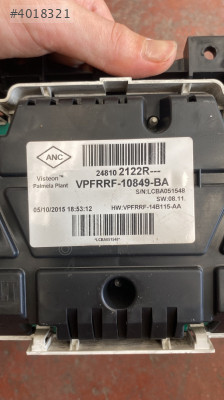 #4018321
ANC
Visteon™
Palmela Plant
24810 2122R---
VPFRRF-10849-BA
S/N:LCBA051548
SW:08.11.
05/10/2015 18:53:12
HW:VPFRRF-14B115-AA